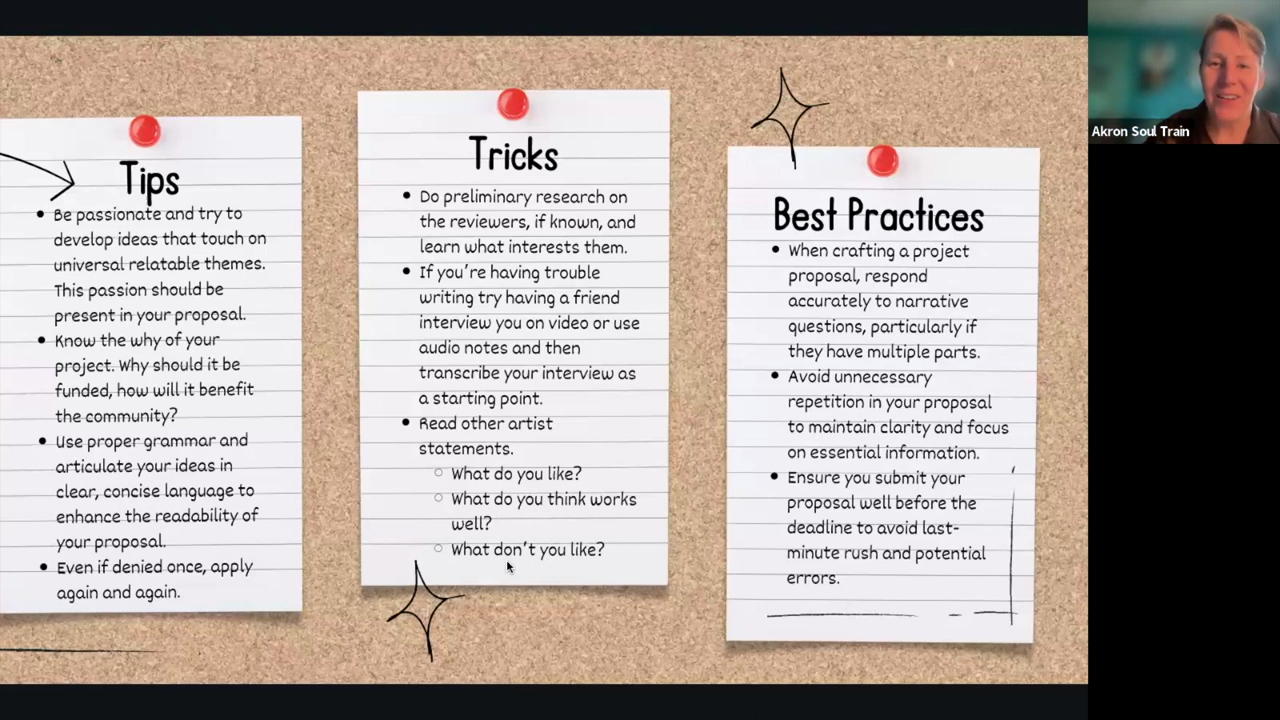 Tips
Be passionate and try to
develop ideas that touch on
universal relatable themes.
This passion should be
present in your proposal.
Know the why of your
project. Why should it be
funded, how will it benefit
the community?
Use proper grammar and
articulate your ideas in
clear, concise language to
enhance the readability of
your proposal.
Even if denied once, apply
again and again.
Tricks
Do preliminary research on
the reviewers, if known, and
learn what interests them.
If you're having trouble
writing try having a friend
interview you on video or use
audio notes and then
transcribe your interview as
a starting point.
Read other artist
statements.
What do you like?
What do you think works
well?
What don't you like?
Best Practices
When crafting a project
proposal, respond
accurately to narrative
questions, particularly if
they have multiple parts.
Avoid unnecessary
repetition in your proposal
to maintain clarity and focus
on essential information.
Ensure you submit your
proposal well before the
deadline to avoid last-
minute rush and potential
errors.
Akron Soul Train